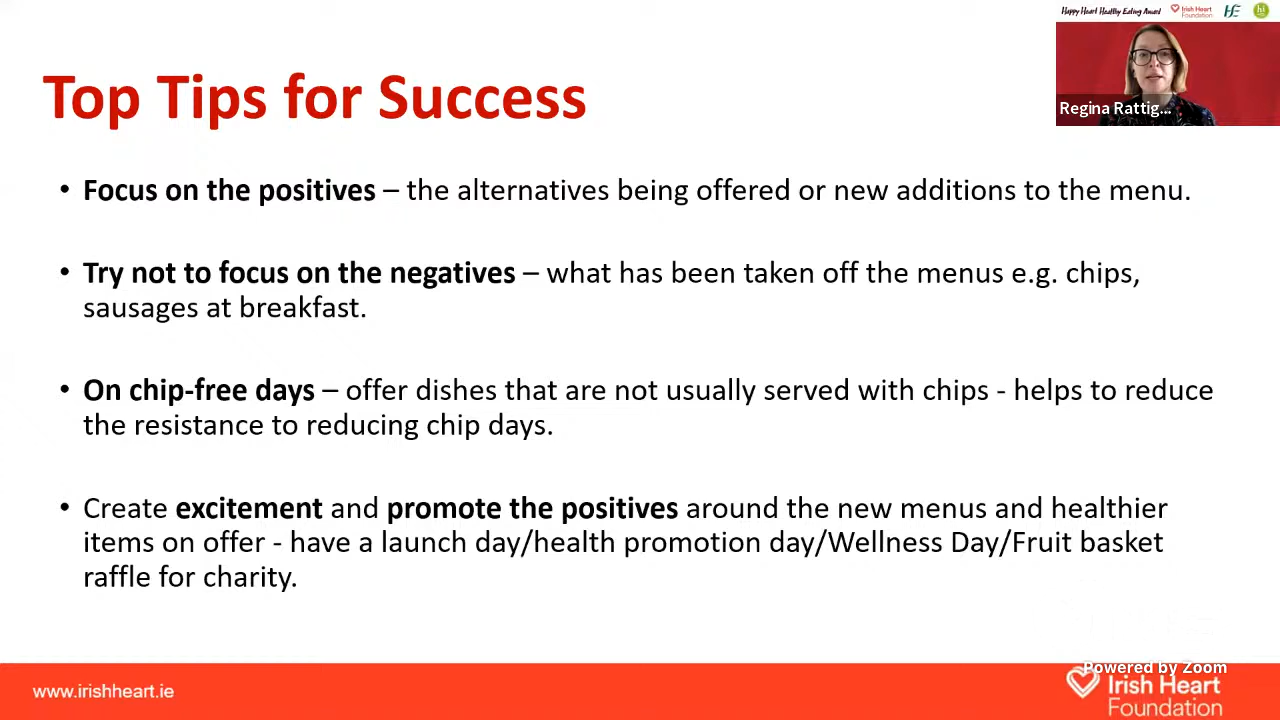 Happy Heart Healthy Eating Award
Irish Heart
Foundation
hi
Regina Rattig...
Top Tips for Success
• Focus on the positives – the alternatives being offered or new additions to the menu.
• Try not to focus on the negatives – what has been taken off the menus e.g. chips,
sausages at breakfast.
• On chip-free days – offer dishes that are not usually served with chips - helps to reduce
the resistance to reducing chip days.
• Create excitement and promote the positives around the new menus and healthier
items on offer - have a launch day/health promotion day/Wellness Day/Fruit basket
raffle for charity.
www.irishheart.ie
Powered by Zoom
Irish Heart
Foundation